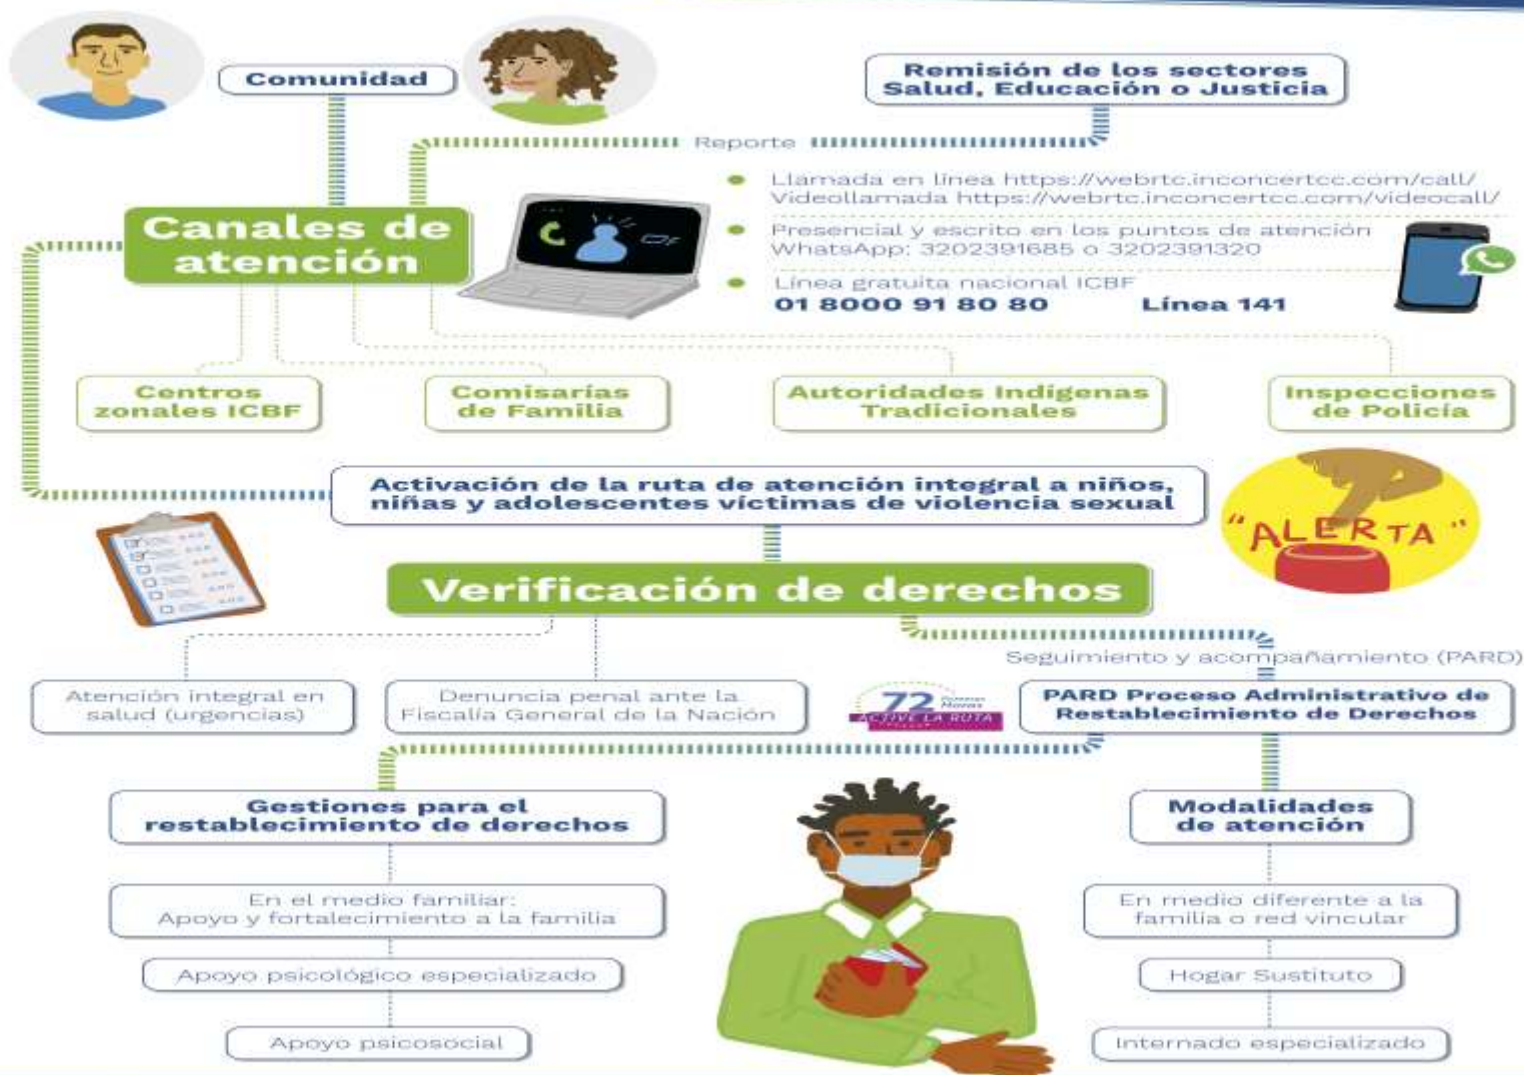 Comunidad
Remisión de los sectores
Salud, Educación o Justicia
Reporte
Llamada en línea https://webrtc.inconcertcc.com/call/
Videollamada https://webrtc.inconcertcc.com/videocall/
Canales de
atención
Presencial y escrito en los puntos de atención
WhatsApp: 3202391685 o 3202391320
Línea gratuita nacional ICBF
01 8000 91 80 80 Línea 141
Centros
zonales ICBF
Comisarías
de Familia
Autoridades Indígenas
Tradicionales
Inspecciones
de Policía
Activación de la ruta de atención integral a niños,
niñas y adolescentes víctimas de violencia sexual
"ALERTA"
Verificación de derechos
Seguimiento y acompañamiento (PARD)
Atención integral en
salud (urgencias)
Denuncia penal ante la
Fiscalía General de la Nación
72 Horas
ACTIVE LA RUTA
PARD Proceso Administrativo de
Restablecimiento de Derechos
Gestiones para el
restablecimiento de derechos
Modalidades
de atención
En el medio familiar:
Apoyo y fortalecimiento a la familia
En medio diferente a la
familia o red vincular
Apoyo psicológico especializado
Hogar Sustituto
Apoyo psicosocial
Internado especializado